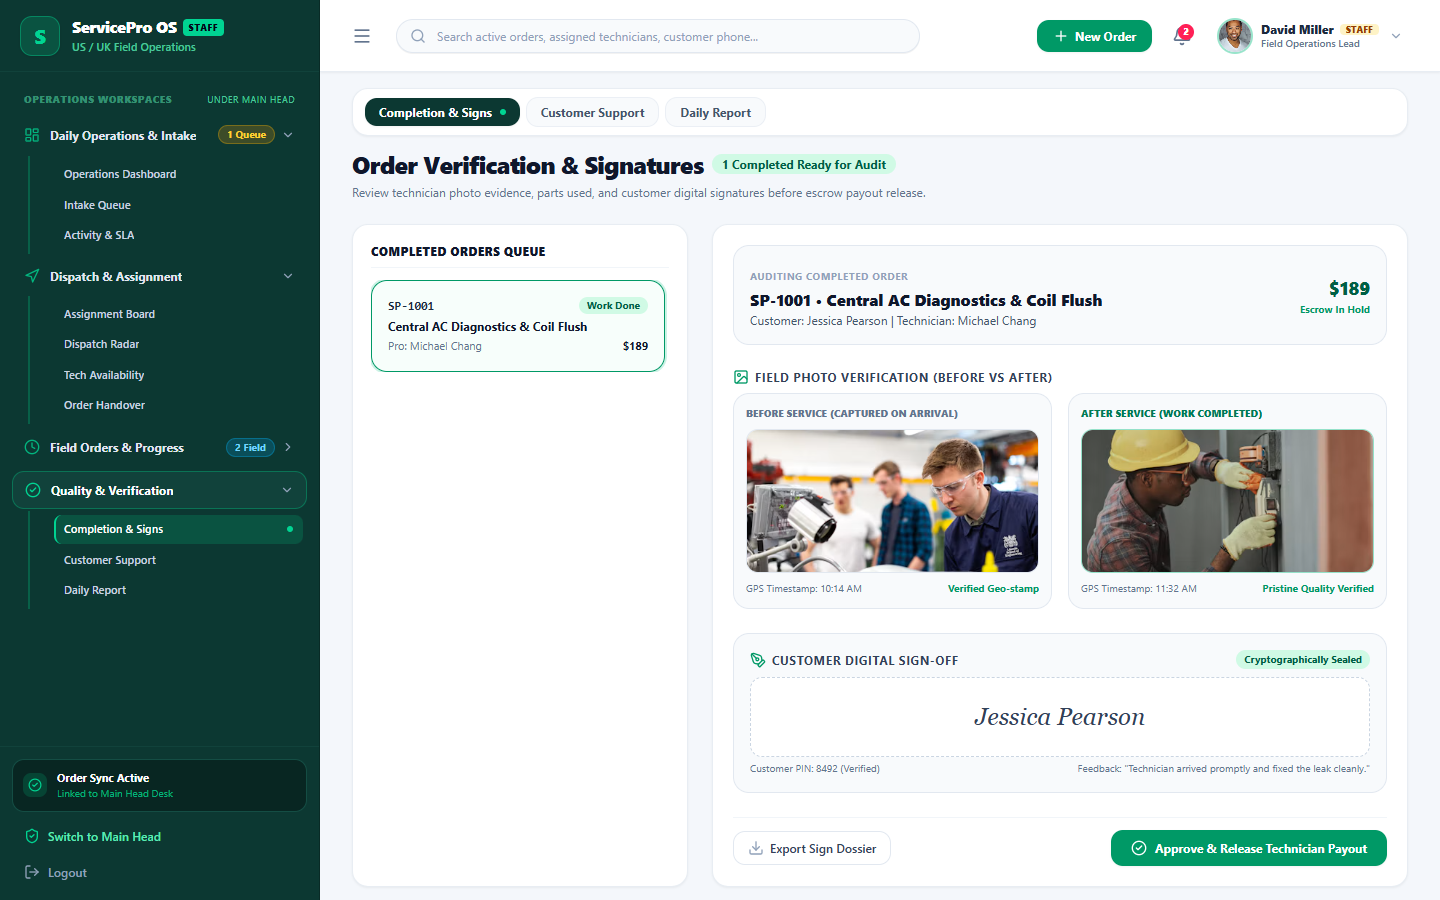 S
ServicePro OS STAFF
US / UK Field Operations
OPERATIONS WORKSPACES UNDER MAIN HEAD
Daily Operations & Intake 1 Queue
Operations Dashboard
Intake Queue
Activity & SLA
Dispatch & Assignment
Assignment Board
Dispatch Radar
Tech Availability
Order Handover
Field Orders & Progress 2 Field
Quality & Verification
Completion & Signs
Customer Support
Daily Report
Order Sync Active
Linked to Main Head Desk
Switch to Main Head
Logout
Search active orders, assigned technicians, customer phone...
New Order
2
David Miller STAFF
Field Operations Lead
Completion & Signs Customer Support Daily Report
Order Verification & Signatures 1 Completed Ready for Audit
Review technician photo evidence, parts used, and customer digital signatures before escrow payout release.
COMPLETED ORDERS QUEUE
SP-1001 Work Done
Central AC Diagnostics & Coil Flush
Pro: Michael Chang $189
AUDITING COMPLETED ORDER
SP-1001 • Central AC Diagnostics & Coil Flush
Customer: Jessica Pearson | Technician: Michael Chang
$189
Escrow In Hold
FIELD PHOTO VERIFICATION (BEFORE VS AFTER)
BEFORE SERVICE (CAPTURED ON ARRIVAL)
GPS Timestamp: 10:14 AM Verified Geo-stamp
AFTER SERVICE (WORK COMPLETED)
GPS Timestamp: 11:32 AM Pristine Quality Verified
CUSTOMER DIGITAL SIGN-OFF Cryptographically Sealed
Jessica Pearson
Customer PIN: 8492 (Verified) Feedback: "Technician arrived promptly and fixed the leak cleanly."
Export Sign Dossier Approve & Release Technician Payout